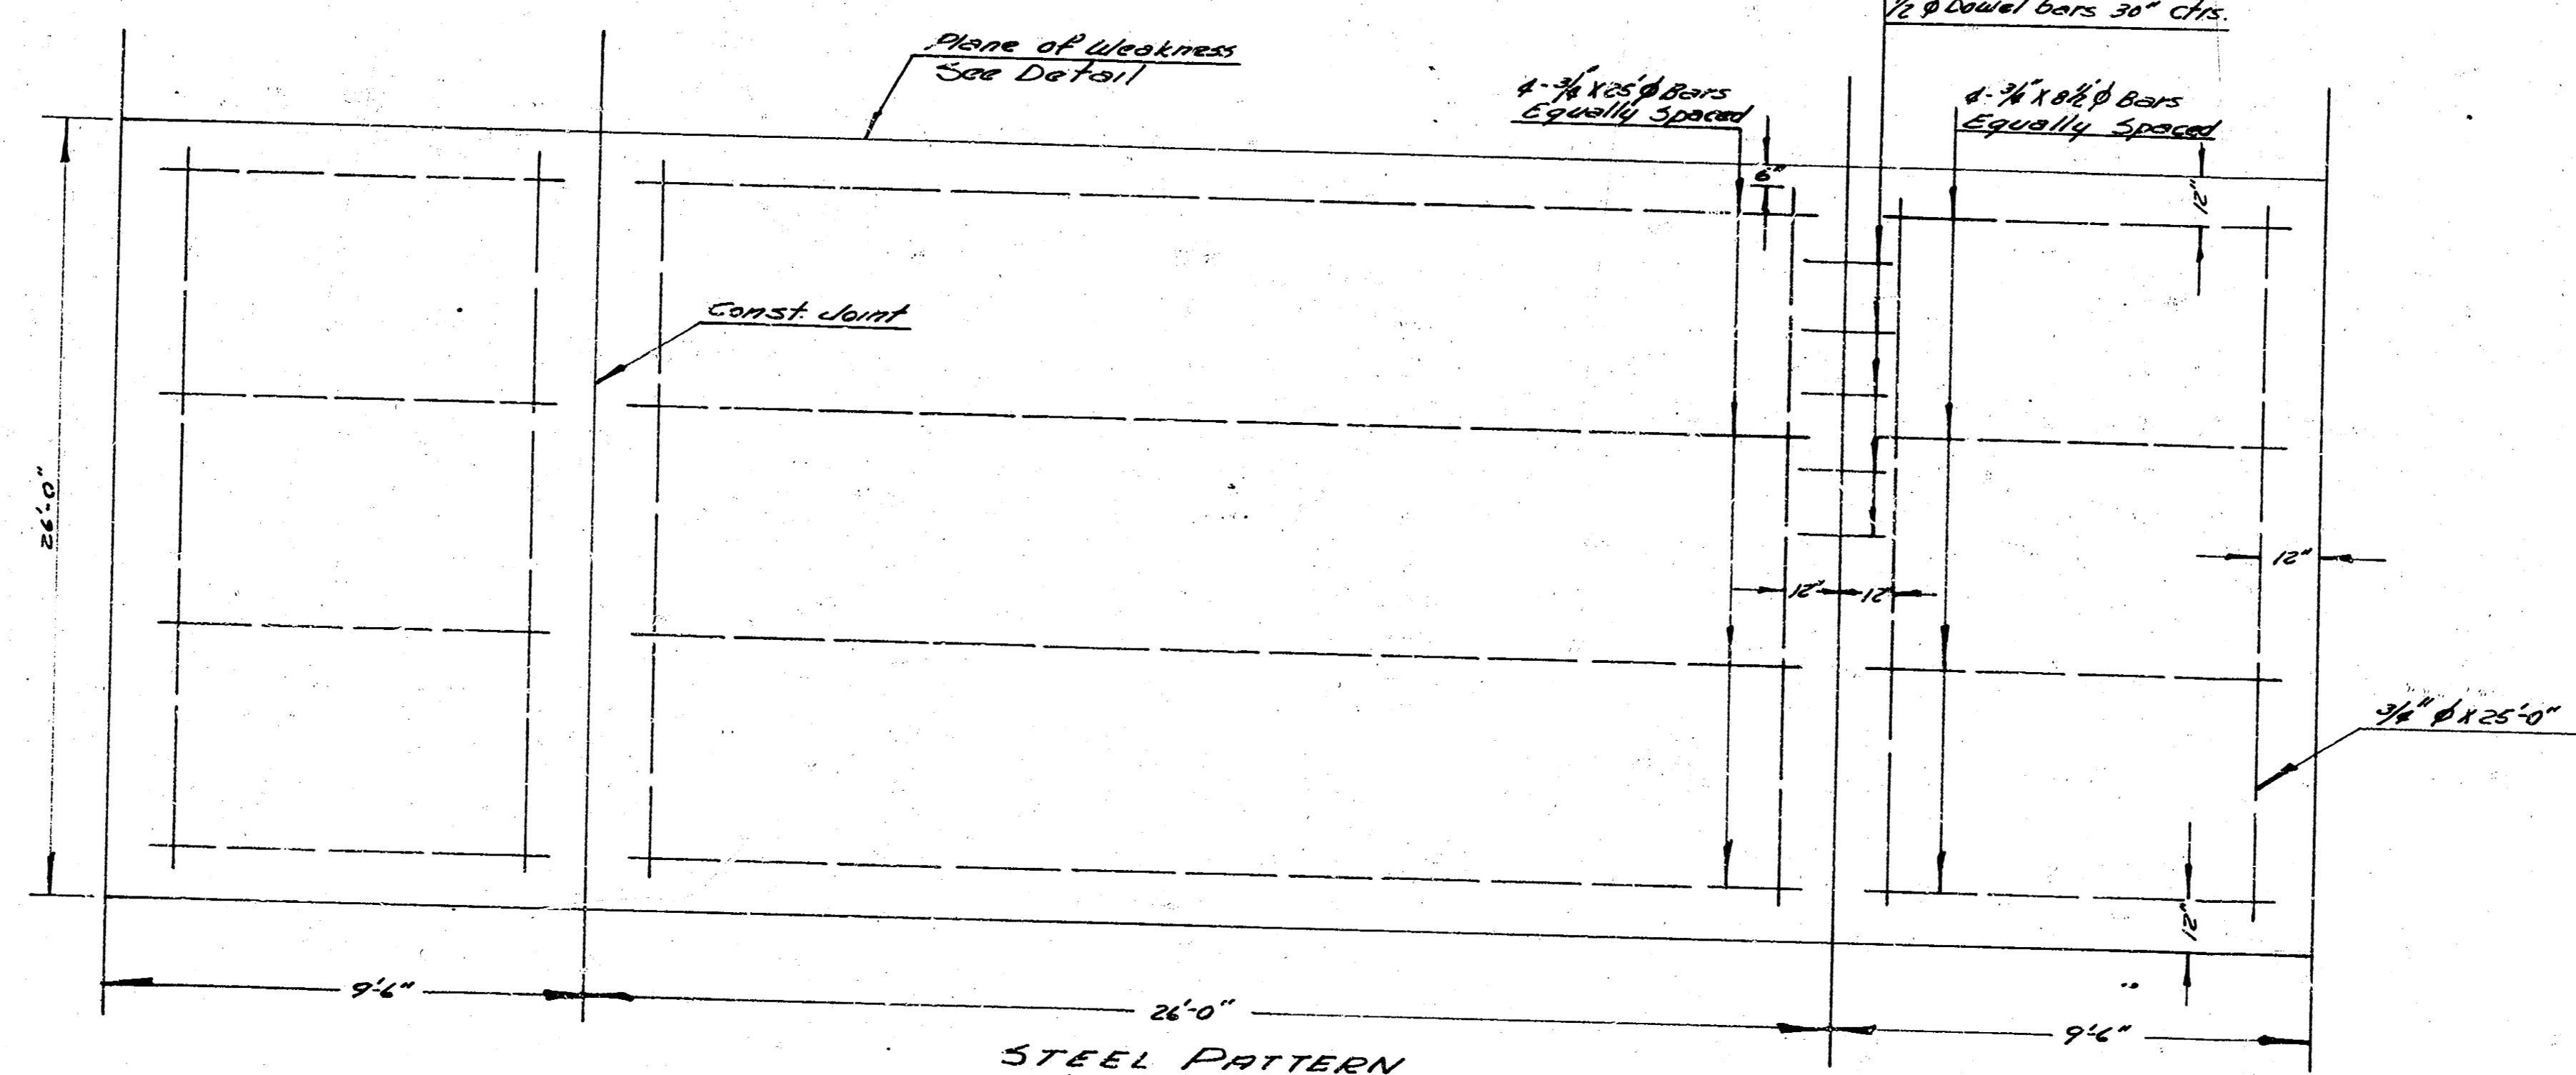 1/2 φ Dowel bars 30" ctrs.
Plane of Weakness
See Detail
4-3/4" X 25' φ Bars
Equally Spaced
4-3/4" X 8½' φ Bars
Equally Spaced
6"
12"
Const. Joint
26'-0"
12"
12"
12"
3/4" φ X 25'-0"
12"
9'-6"
26'-0"
9'-6"
STEEL PATTERN